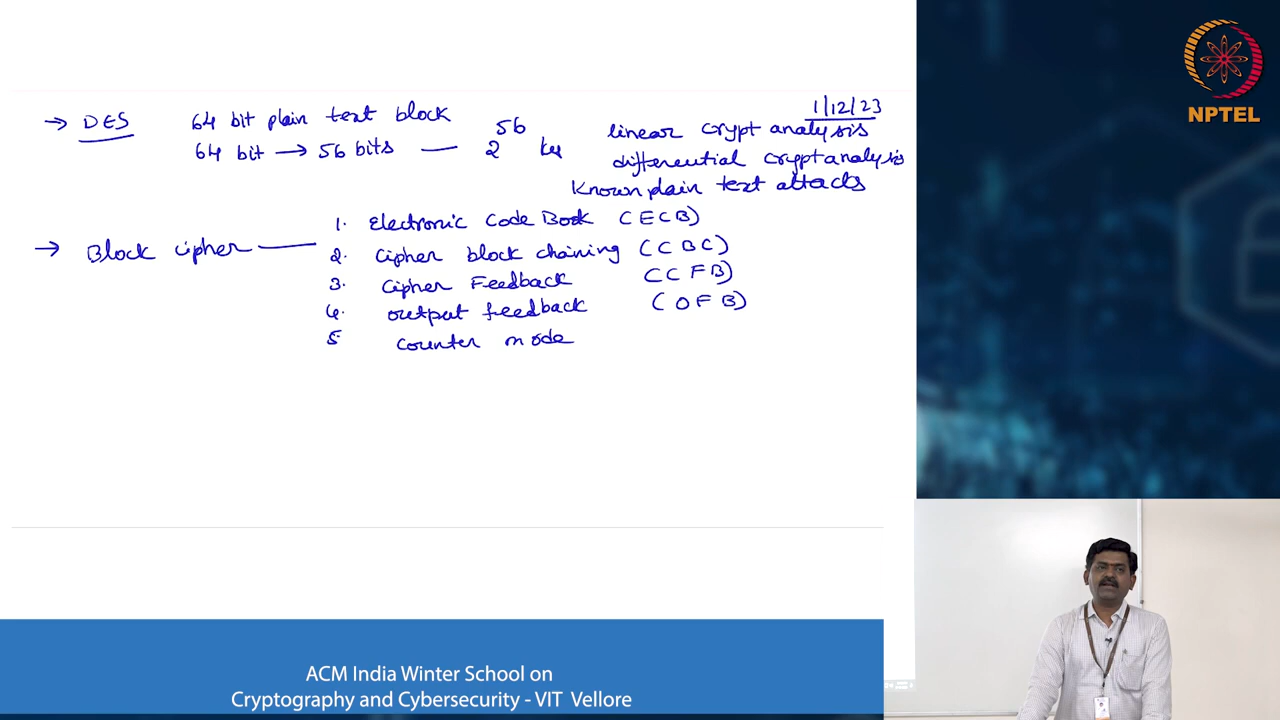 1/12/23
→ DES 64 bit plain text block
64 bit → 56 bits — 2^56 key
linear cryptanalysis
differential cryptanalysis
Known plain text attacks
→ Block cipher —
1. Electronic Code Book (ECB)
2. Cipher block chaining (CBC)
3. Cipher Feedback (CFB)
4. output feedback (OFB)
5 counter mode
NPTEL
ACM India Winter School on
Cryptography and Cybersecurity - VIT Vellore